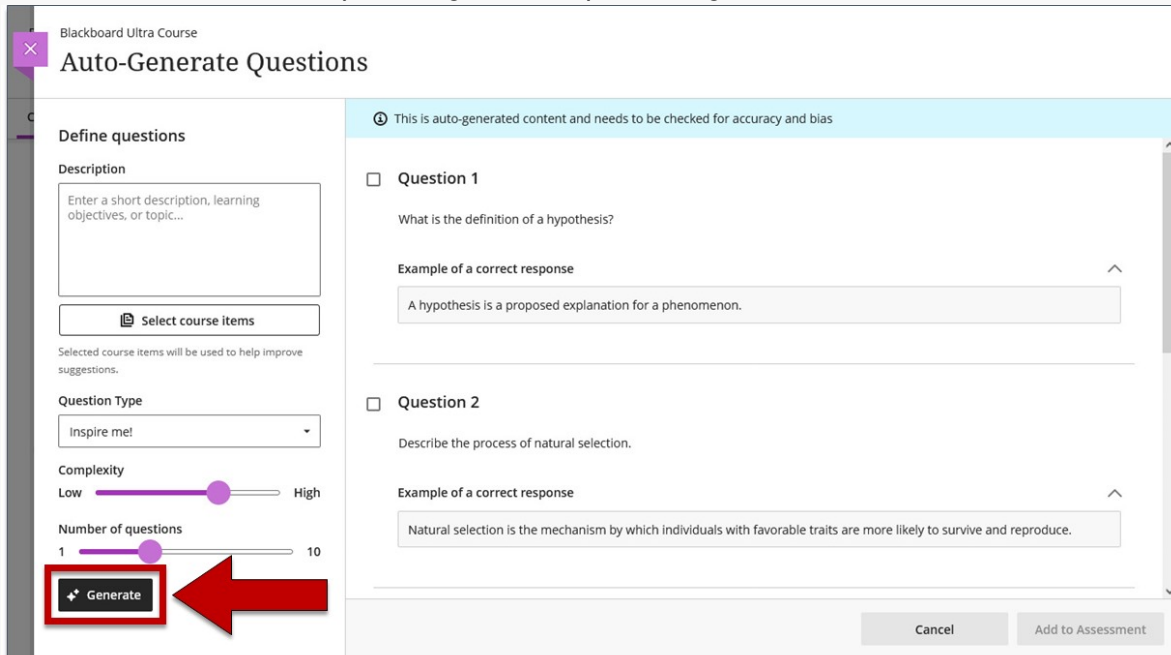 Blackboard Ultra Course
Auto-Generate Questions
Define questions
Description
Enter a short description, learning
objectives, or topic...
Select course items
Selected course items will be used to help improve
suggestions.
Question Type
Inspire me!
Complexity
Low High
Number of questions
1 10
Generate
This is auto-generated content and needs to be checked for accuracy and bias
Question 1
What is the definition of a hypothesis?
Example of a correct response
A hypothesis is a proposed explanation for a phenomenon.
Question 2
Describe the process of natural selection.
Example of a correct response
Natural selection is the mechanism by which individuals with favorable traits are more likely to survive and reproduce.
Cancel
Add to Assessment